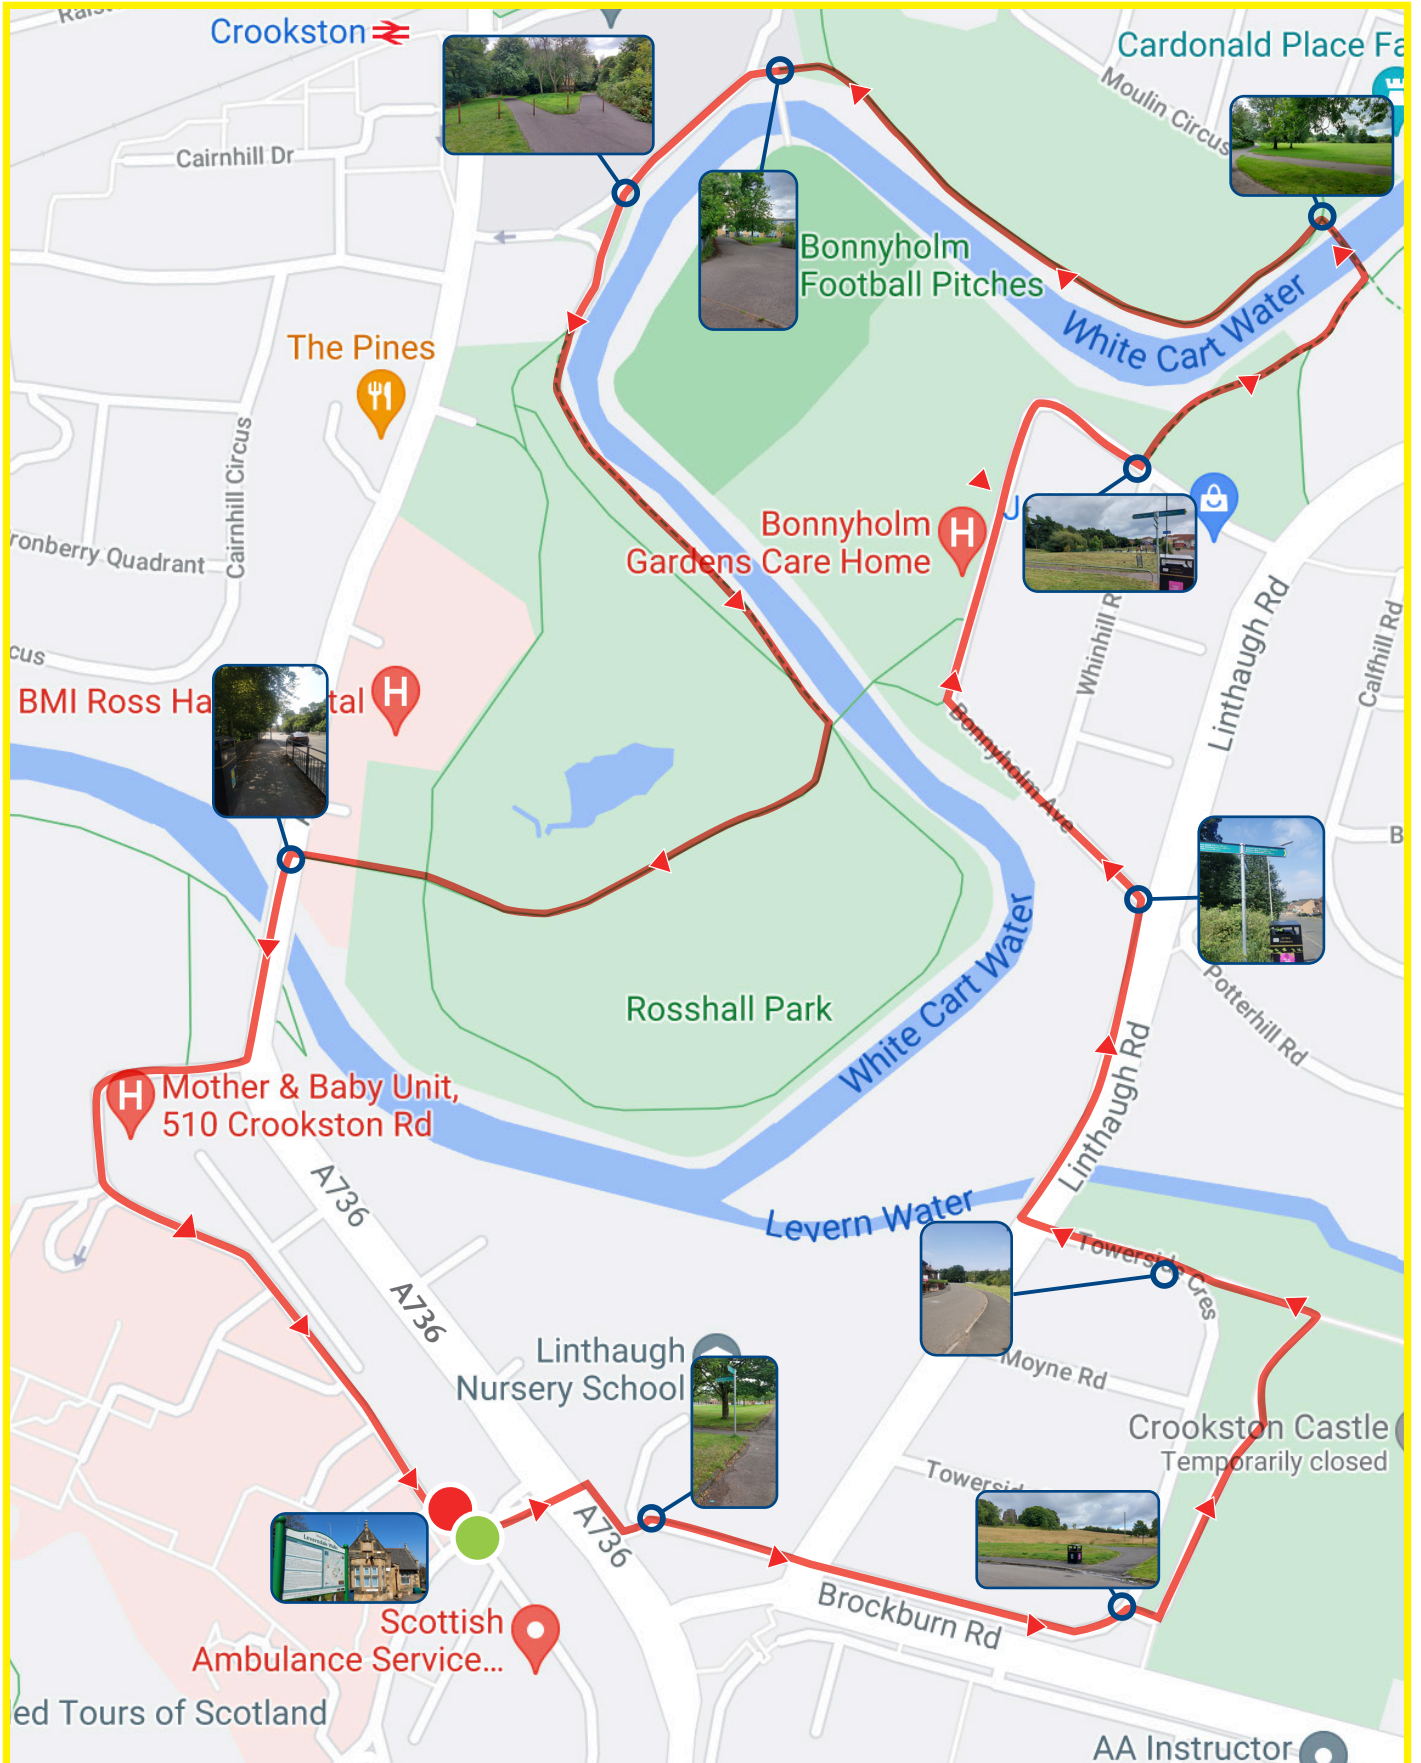 Crookston
Cardonald Place Fa
Moulin Circus
Cairnhill Dr
Bonnyholm
Football Pitches
White Cart Water
The Pines
Cairnhill Circus
ronberry Quadrant
Bonnyholm
Gardens Care Home
J
Whinhill R
Linthaugh Rd
Calfhill Rd
cus
BMI Ross Ha
tal
Bonnyholm Ave
B
White Cart Water
Rosshall Park
Potterhill Rd
Linthaugh Rd
Mother & Baby Unit,
510 Crookston Rd
A736
Levern Water
Towerside Cres
A736
Linthaugh
Nursery School
Moyne Rd
Crookston Castle
Temporarily closed
Towersid
A736
Leverndale Hospital
Brockburn Rd
Scottish
Ambulance Service...
led Tours of Scotland
AA Instructor